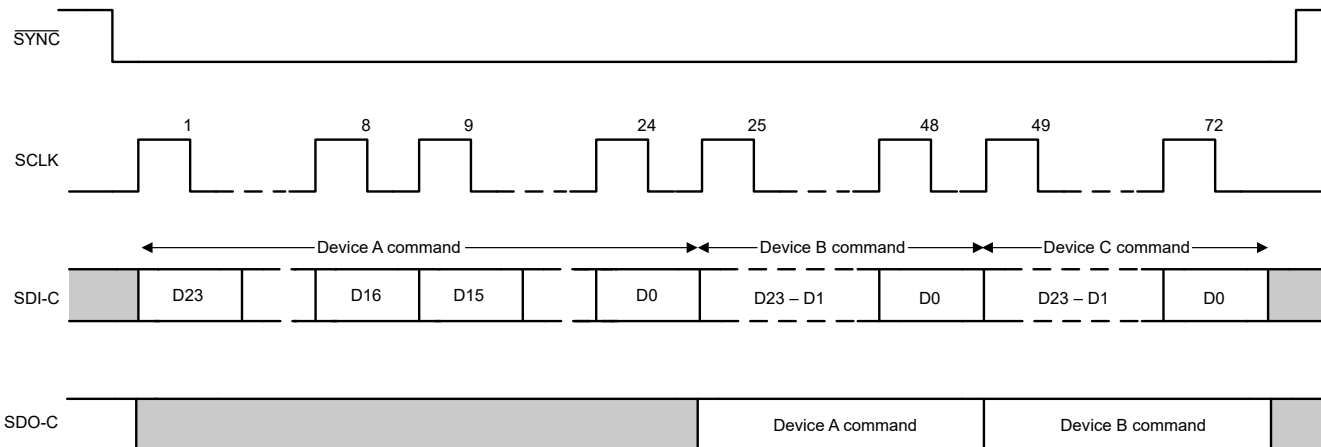 SYNC
1 8 9 24 25 48 49 72
SCLK
Device A command Device B command Device C command
SDI-C D23 D16 D15 D0 D23 – D1 D0 D23 – D1 D0
SDO-C Device A command Device B command